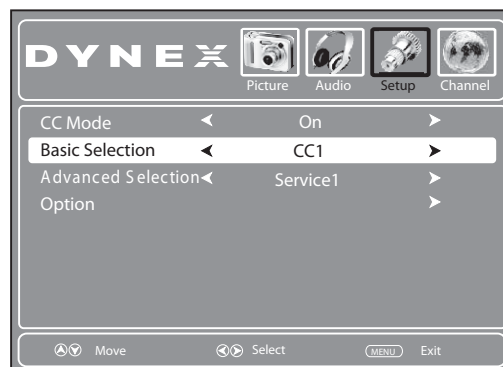 DYNEX
Picture Audio Setup Channel
CC Mode On
Basic Selection CC1
Advanced Selection Service1
Option
Move Select MENU Exit